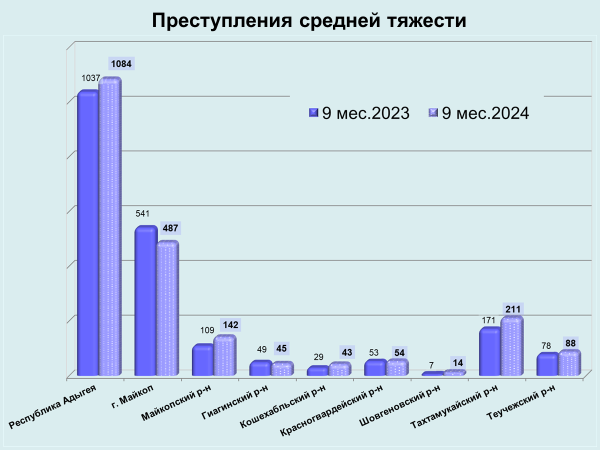 Преступления средней тяжести
9 мес.2023 9 мес.2024
1037 1084
541 487
109 142
49 45
29 43
53 54
7 14
171 211
78 88
Республика Адыгея
г. Майкоп
Майкопский р-н
Гиагинский р-н
Кошехабльский р-н
Красногвардейский р-н
Шовгеновский р-н
Тахтамукайский р-н
Теучежский р-н